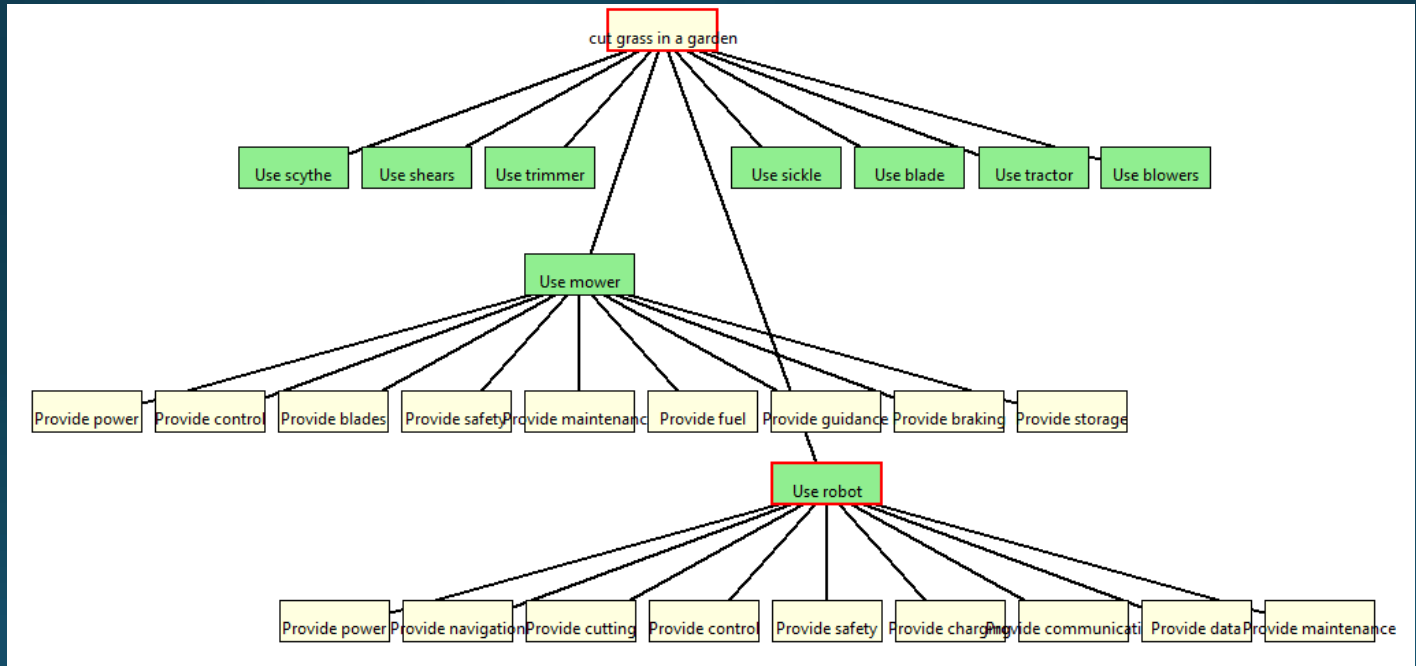 cut grass in a garden
Use scythe
Use shears
Use trimmer
Use sickle
Use blade
Use tractor
Use blowers
Use mower
Provide power
Provide control
Provide blades
Provide safety
Provide maintenanc
Provide fuel
Provide guidance
Provide braking
Provide storage
Use robot
Provide power
Provide navigation
Provide cutting
Provide control
Provide safety
Provide charging
Provide communicati
Provide data
Provide maintenance